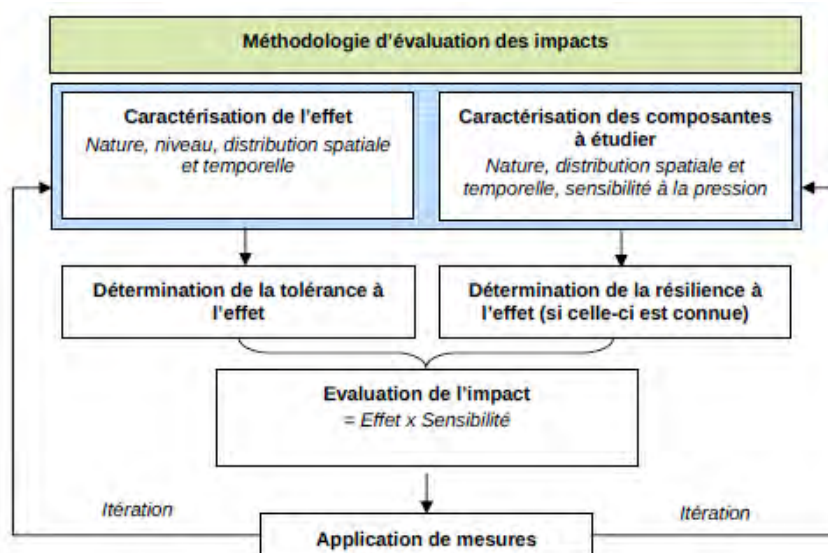 Méthodologie d'évaluation des impacts
Caractérisation de l'effet
Nature, niveau, distribution spatiale
et temporelle
Caractérisation des composantes
à étudier
Nature, distribution spatiale et
temporelle, sensibilité à la pression
Détermination de la tolérance à
l'effet
Détermination de la résilience à
l'effet (si celle-ci est connue)
Evaluation de l'impact
= Effet x Sensibilité
Itération
Itération
Application de mesures